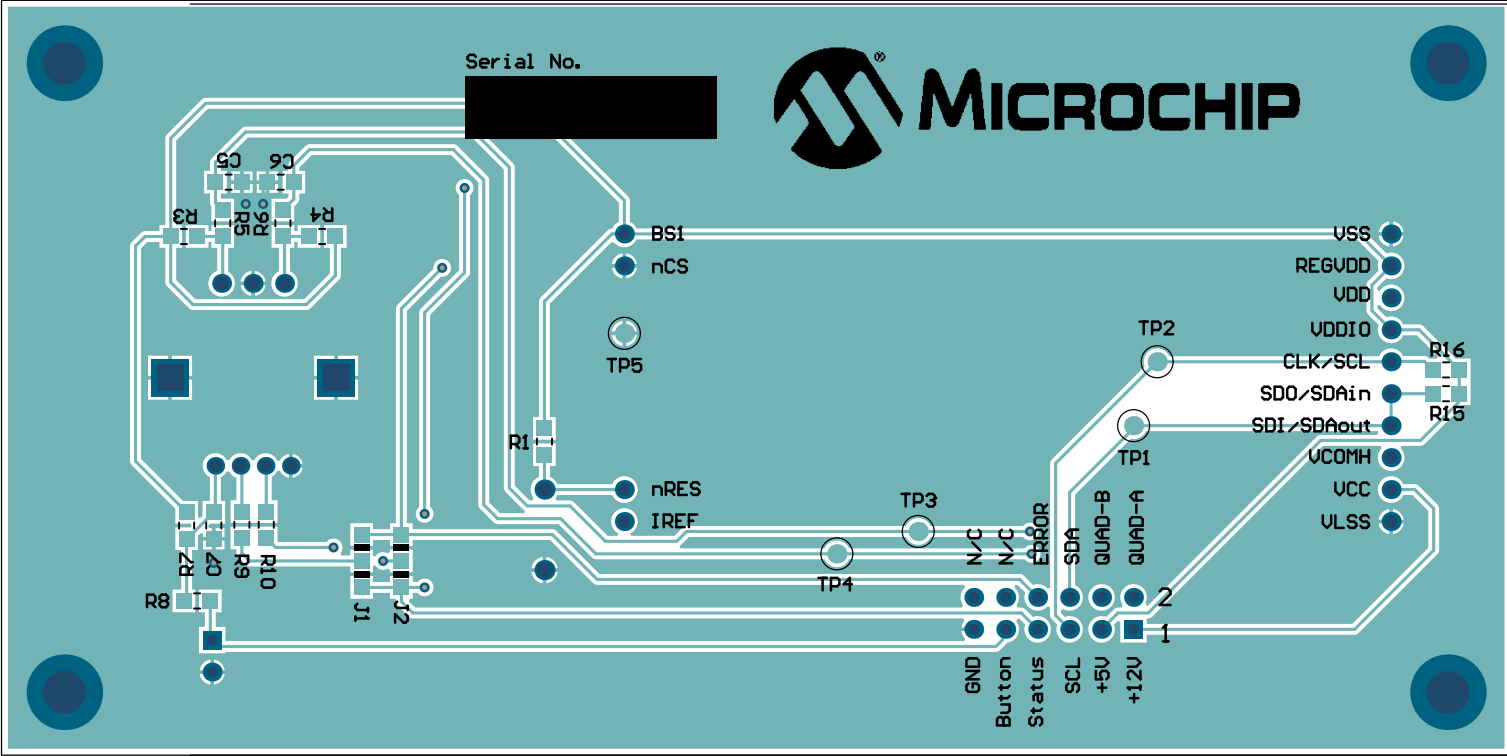 Serial No.
® MICROCHIP
C5 C6
R3 R5 R6 R4
BS1 VSS
nCS REGVDD
VDD
TP2 VDDIO
TP5 CLK/SCL R16
SDO/SDAin
R1 TP1 SDI/SDAout R15
VCOMH
nRES VCC
TP3 IREF VLSS
N/C N/C ERROR SDA QUAD-B QUAD-A
R7 C7 R9 R10
TP4
R8 J1 J2 2
1
GND Button Status SCL +5V +12V